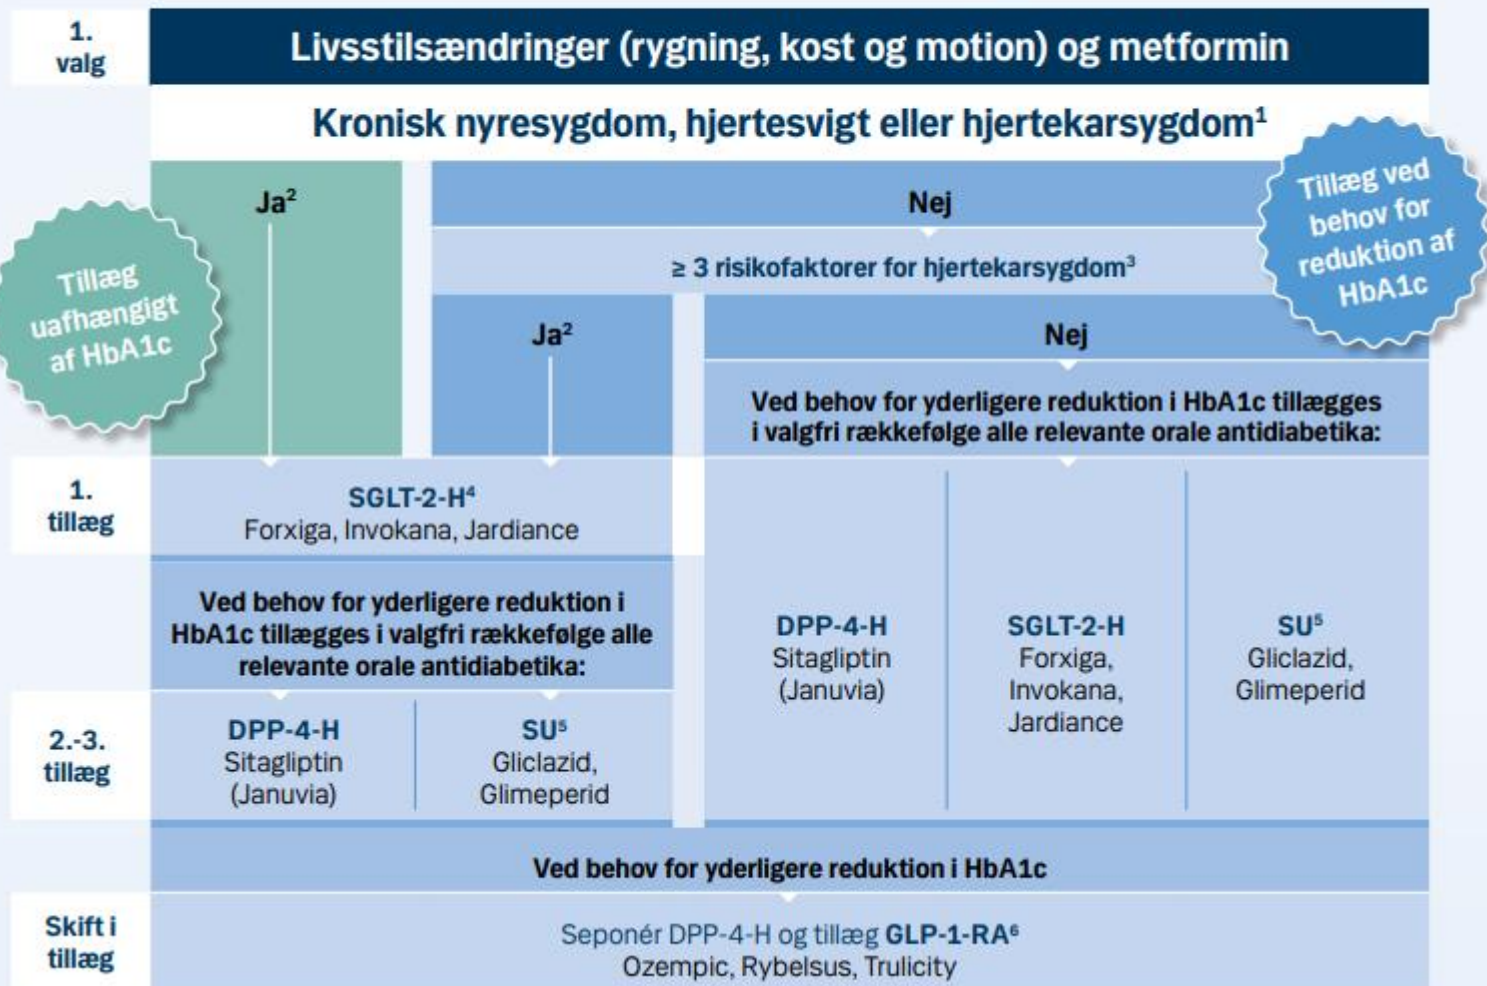 1.
valg
Livsstilsændringer (rygning, kost og motion) og metformin
Kronisk nyresygdom, hjertesvigt eller hjertekarsygdom¹
Tillæg
uafhængigt
af HbA1c
Ja²
Nej
Tillæg ved
behov for
reduktion af
HbA1c
≥ 3 risikofaktorer for hjertekarsygdom³
Ja²
Nej
Ved behov for yderligere reduktion i HbA1c tillægges
i valgfri rækkefølge alle relevante orale antidiabetika:
1.
tillæg
SGLT-2-H⁴
Forxiga, Invokana, Jardiance
Ved behov for yderligere reduktion i
HbA1c tillægges i valgfri rækkefølge alle
relevante orale antidiabetika:
DPP-4-H
Sitagliptin
(Januvia)
SGLT-2-H
Forxiga,
Invokana,
Jardiance
SU⁵
Gliclazid,
Glimeperid
2.-3.
tillæg
DPP-4-H
Sitagliptin
(Januvia)
SU⁵
Gliclazid,
Glimeperid
Ved behov for yderligere reduktion i HbA1c
Skift i
tillæg
Seponér DPP-4-H og tillæg GLP-1-RA⁶
Ozempic, Rybelsus, Trulicity